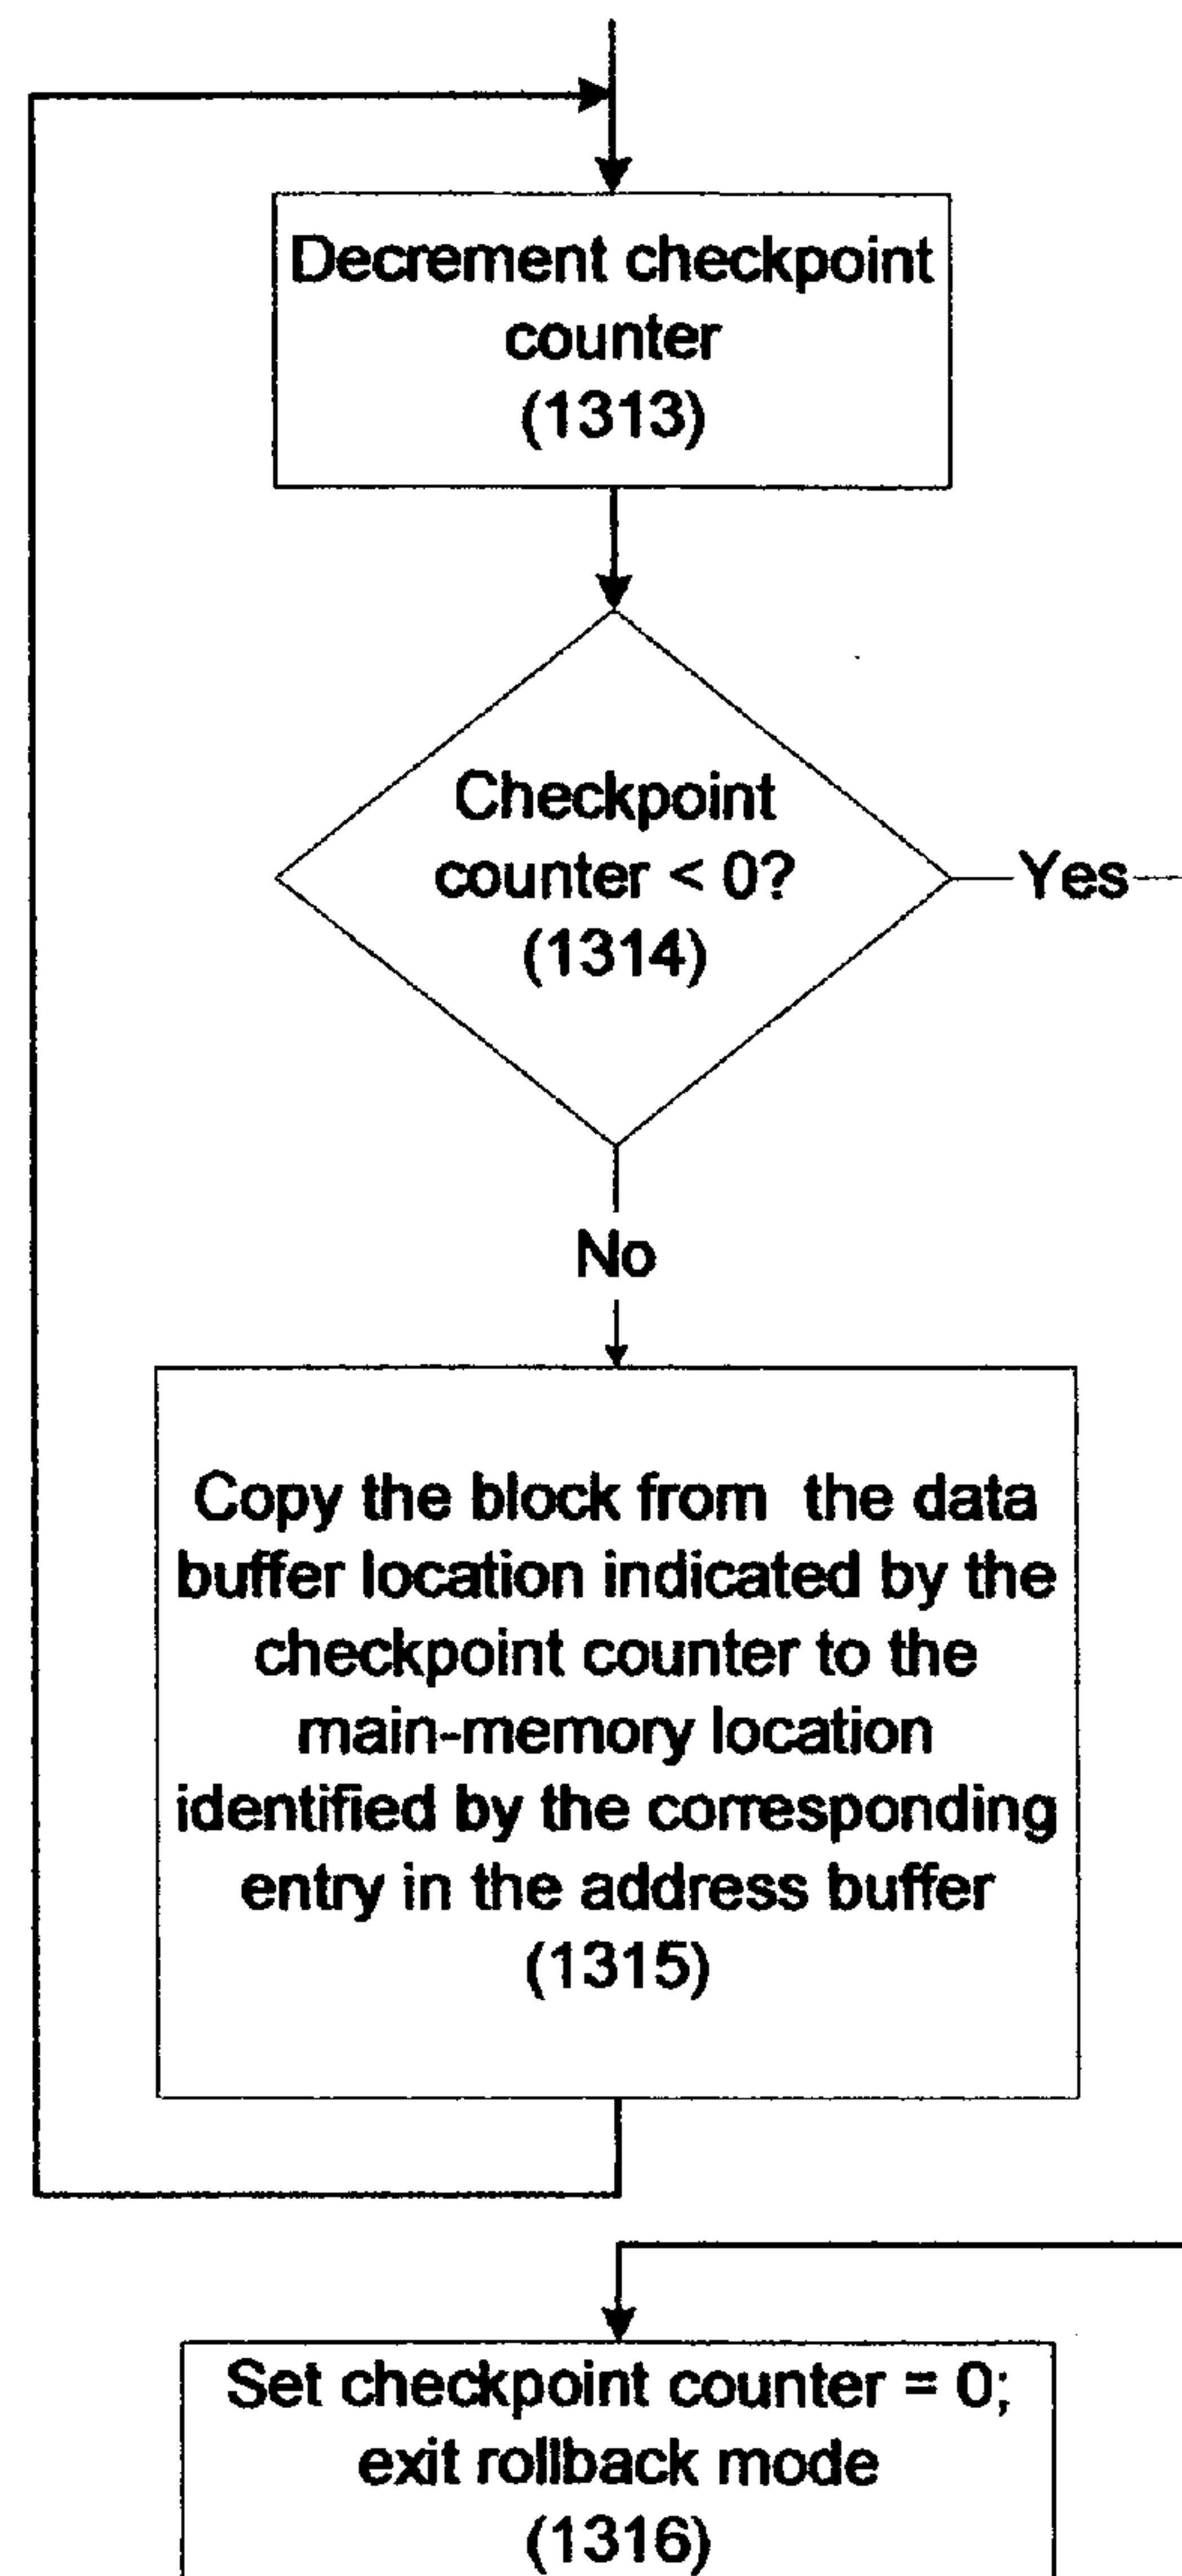 Decrement checkpoint
counter
(1313)
Checkpoint
counter < 0?
(1314)
Yes
No
Copy the block from the data
buffer location indicated by the
checkpoint counter to the
main-memory location
identified by the corresponding
entry in the address buffer
(1315)
Set checkpoint counter = 0;
exit rollback mode
(1316)